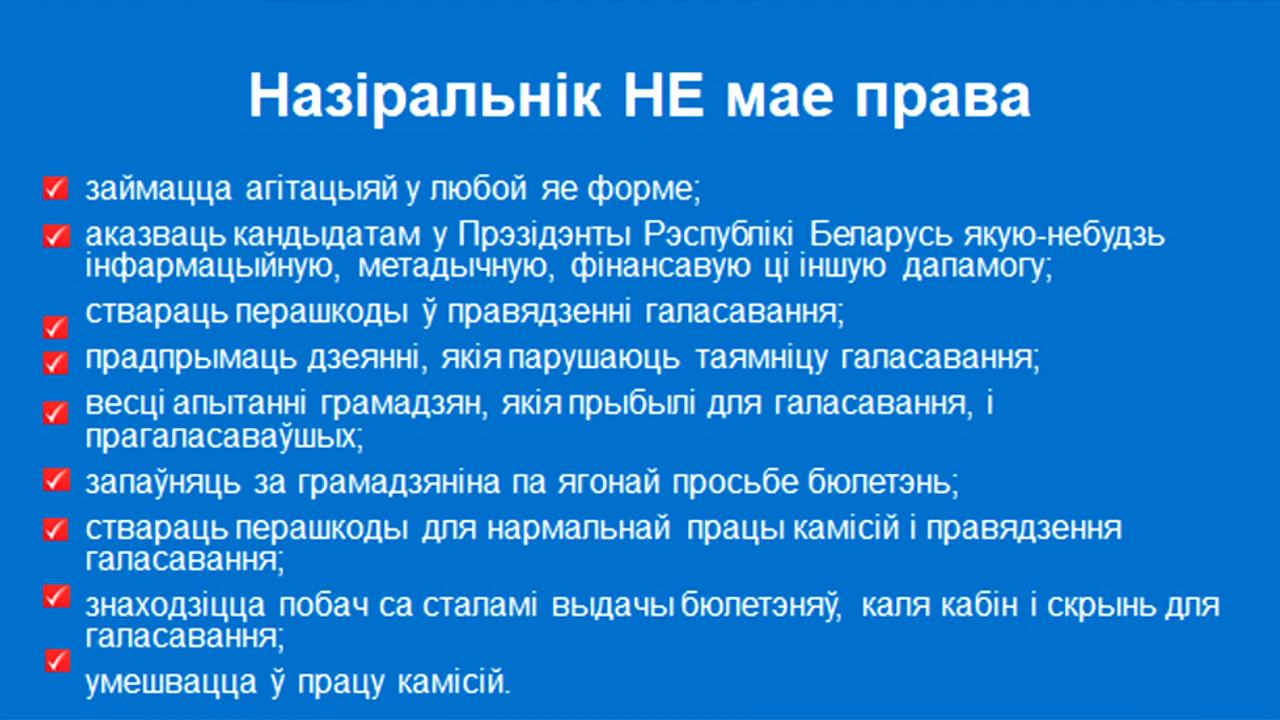 Назіральнік НЕ мае права
займацца агітацыяй у любой яе форме;
аказваць кандыдатам у Прэзідэнты Рэспублікі Беларусь якую-небудзь
інфармацыйную, метадычную, фінансавую ці іншую дапамогу;
ствараць перашкоды ў правядзенні галасавання;
прадпрымаць дзеянні, якія парушаюць таямніцу галасавання;
весці апытанні грамадзян, якія прыбылі для галасавання, і
прагаласаваўшых;
запаўняць за грамадзяніна па ягонай просьбе бюлетэнь;
ствараць перашкоды для нармальнай працы камісій і правядзення
галасавання;
знаходзіцца побач са сталамі выдачы бюлетэняў, каля кабін і скрынь для
галасавання;
умешвацца ў працу камісій.